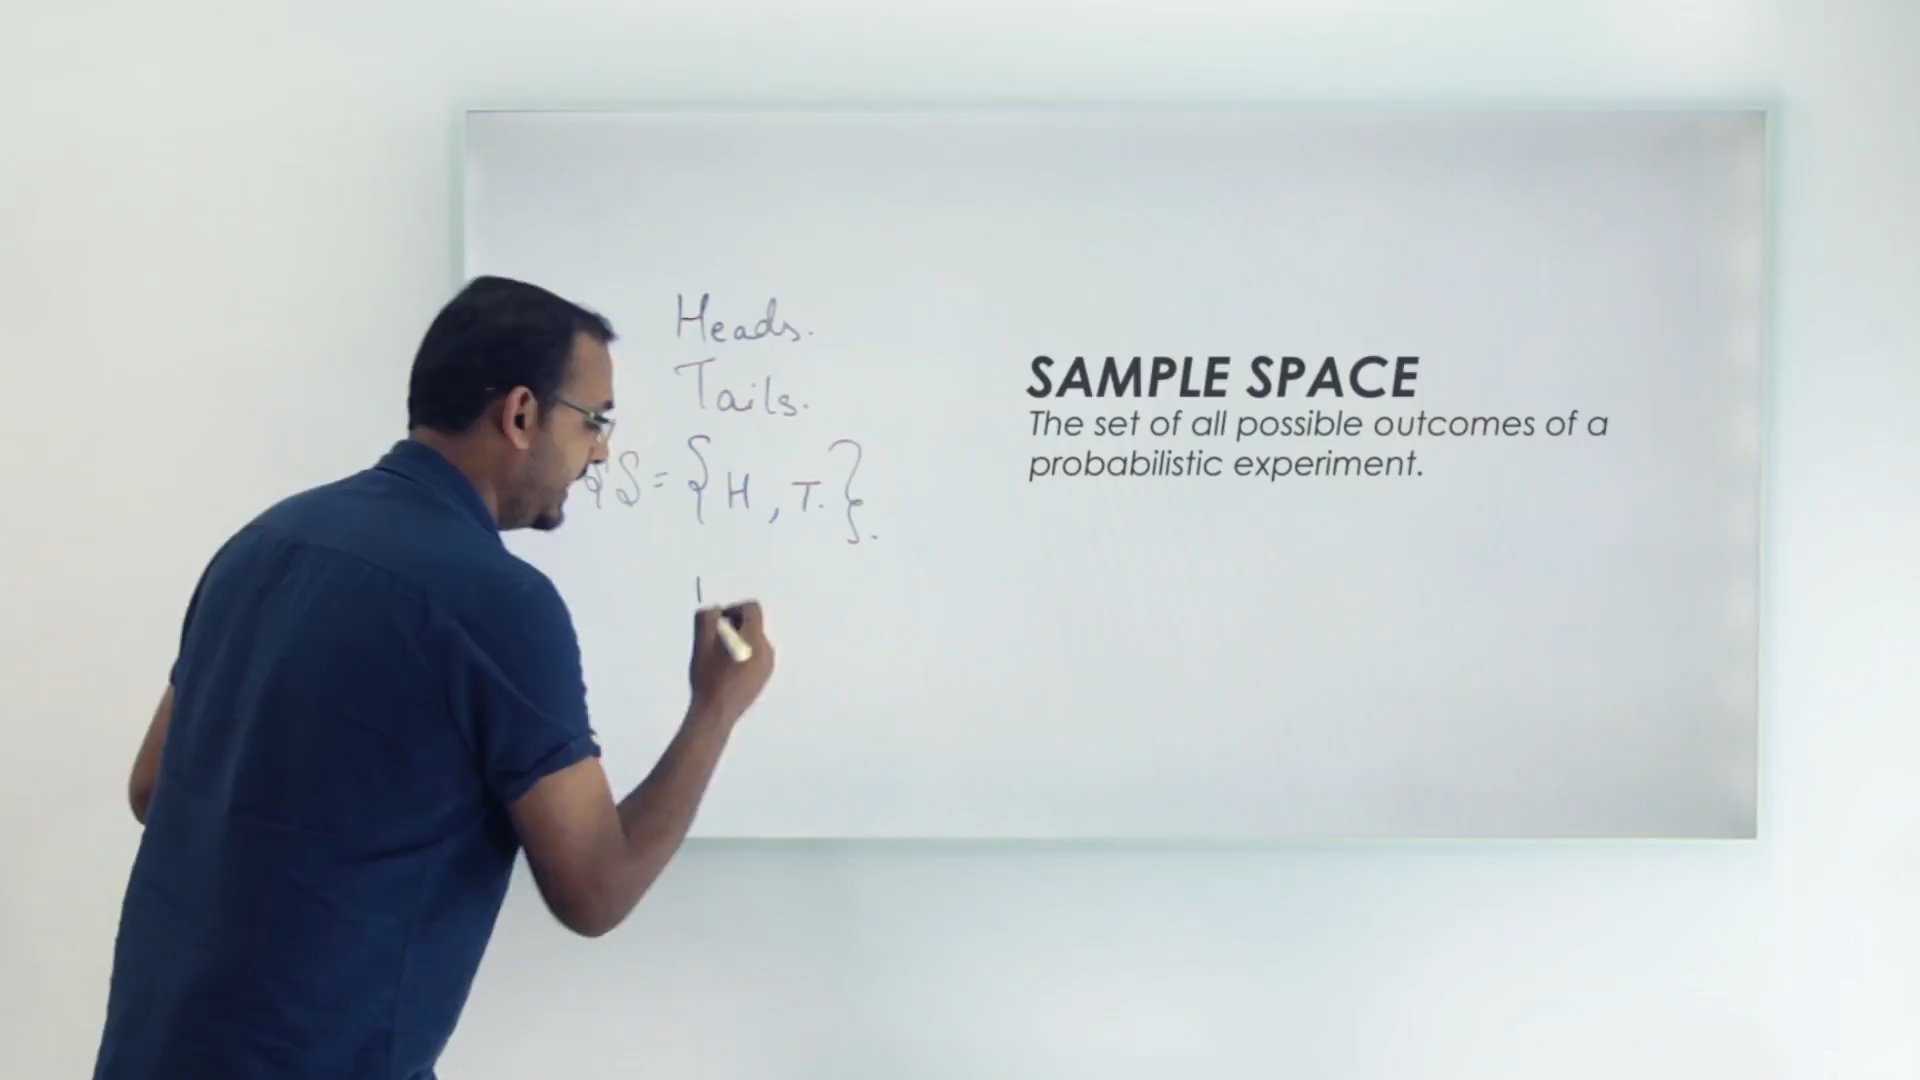 Heads.
Tails.
S = { H , T. }.
SAMPLE SPACE
The set of all possible outcomes of a
probabilistic experiment.